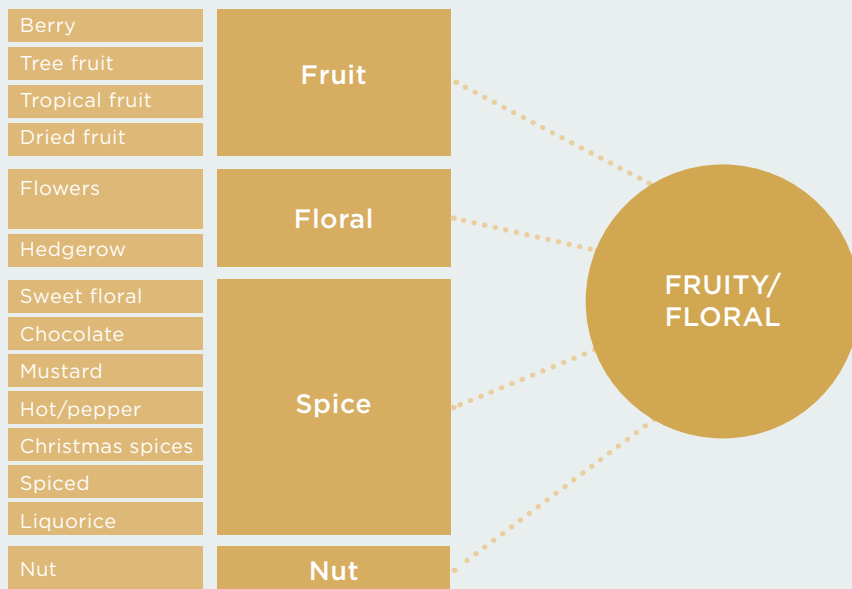 Berry
Tree fruit
Tropical fruit
Dried fruit
Fruit
Flowers
Hedgerow
Floral
Sweet floral
Chocolate
Mustard
Hot/pepper
Christmas spices
Spiced
Liquorice
Spice
Nut
Nut
FRUITY/
FLORAL